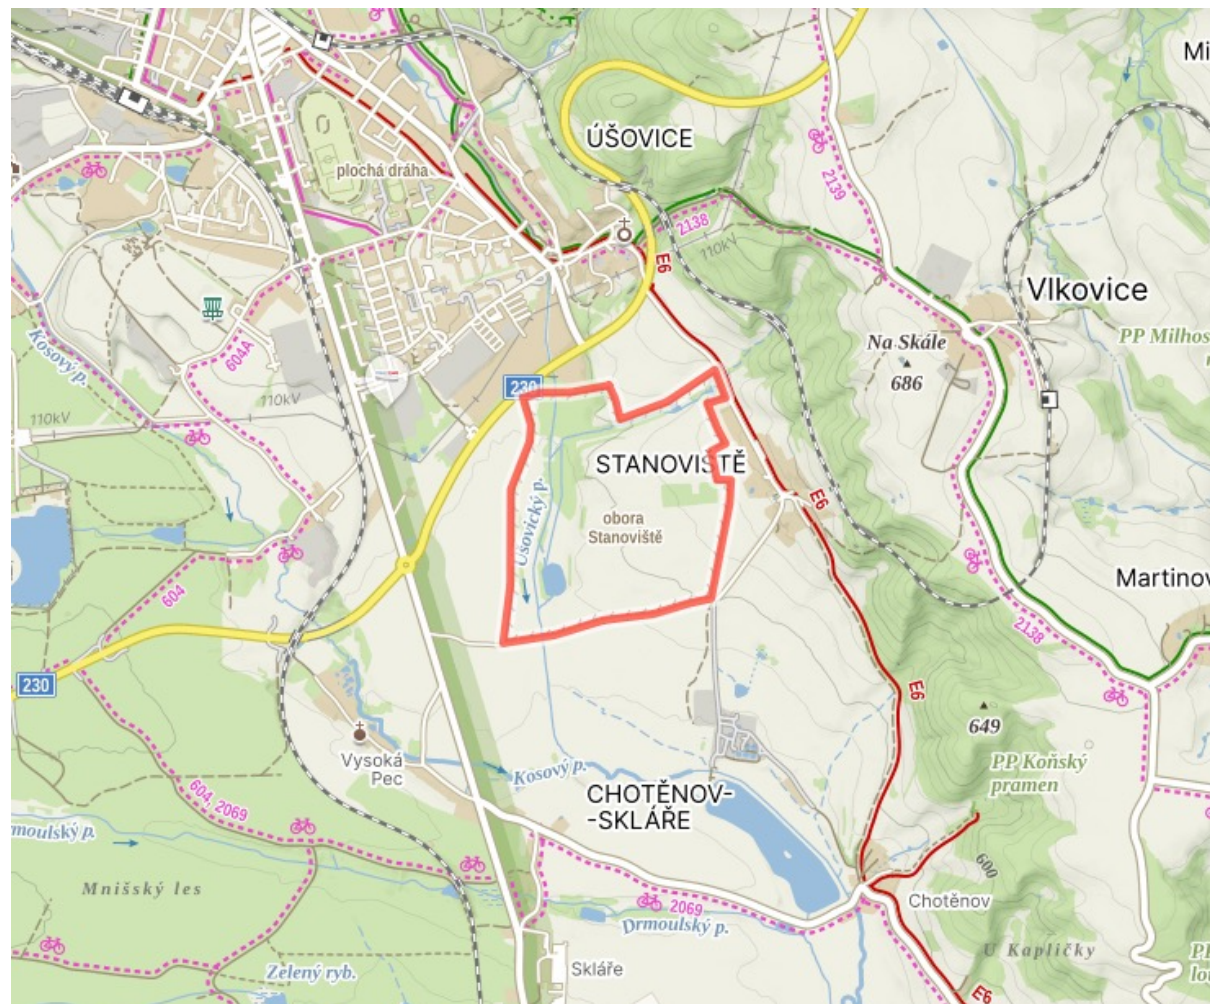 Mi
ÚŠOVICE
plochá dráha
2139
2138
110kV
E6
Vlkovice
Kosový p.
604A
Na Skále
686
PP Milhos
110kV
110kV
230
STANOVIŠTĚ
E6
Úšovický p.
obora
Stanoviště
604
Martinov
2138
230
E6
649
Vysoká
Pec
Kosový p.
PP Koňský
pramen
CHOTĚNOV-
-SKLÁŘE
604, 2069
rmoulský p.
600
Mnišský les
2069
Chotěnov
Drmoulský p.
U Kapličky
Zelený ryb.
Skláře
E6